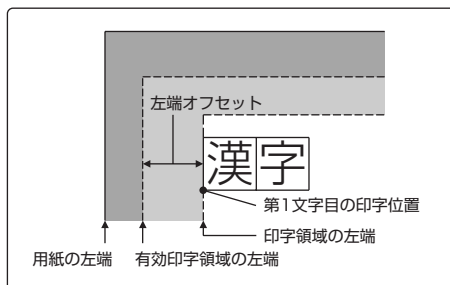 左端オフセット
漢字
第1文字目の印字位置
印字領域の左端
用紙の左端 有効印字領域の左端